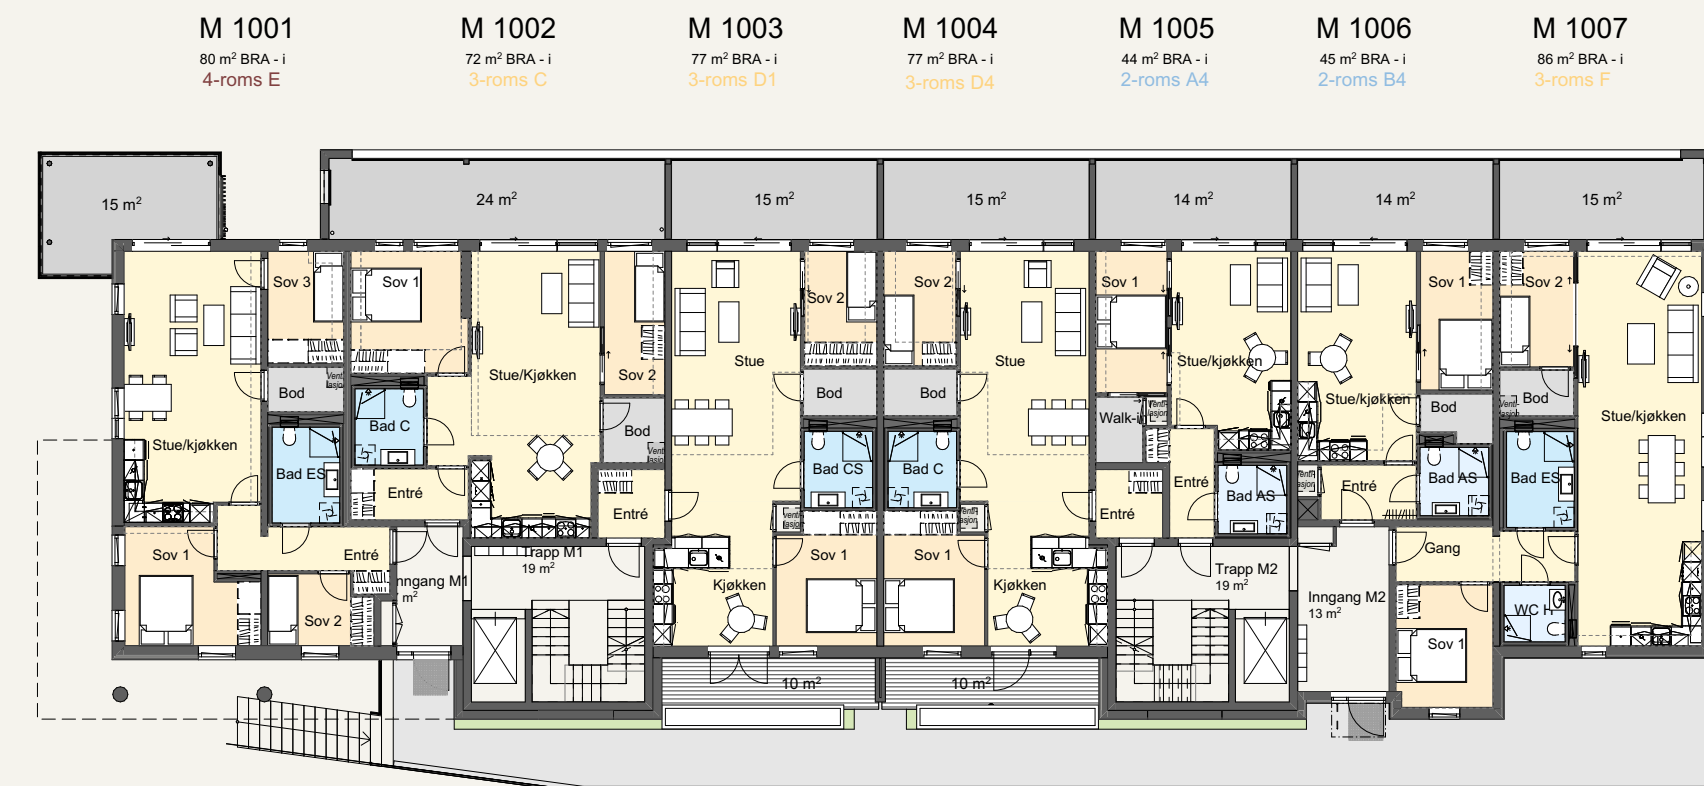 M 1001
80 m² BRA - i
4-roms E
M 1002
72 m² BRA - i
3-roms C
M 1003
77 m² BRA - i
3-roms D1
M 1004
77 m² BRA - i
3-roms D4
M 1005
44 m² BRA - i
2-roms A4
M 1006
45 m² BRA - i
2-roms B4
M 1007
86 m² BRA - i
3-roms F
15 m²
24 m²
15 m²
15 m²
14 m²
14 m²
15 m²
Sov 3
Sov 1
Sov 2
Sov 2
Sov 1
Sov 1
Sov 2
Stue
Stue
Stue/kjøkken
Stue/Kjøkken
Sov 2
Bod
Bod
Bod
Walk-i
Stue/kjøkken
Bod
Bod
Stue/kjøkken
Stue/kjøkken
Bad C
Bod
Bad ES
Bad CS
Bad C
Bad AS
Bad AS
Bad ES
Entré
Entré
Entré
Entré
Sov 1
Entré
Trapp M1
19 m²
Sov 1
Sov 1
Gang
nngang M1
m²
Kjøkken
Kjøkken
Trapp M2
19 m²
Inngang M2
13 m²
Sov 2
WC H
Sov 1
10 m²
10 m²